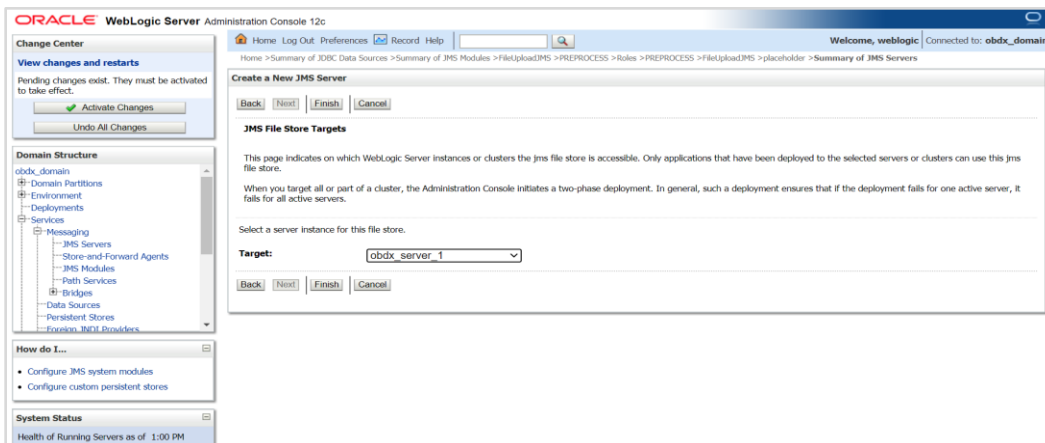 ORACLE WebLogic Server Administration Console 12c
Change Center
View changes and restarts
Pending changes exist. They must be activated
to take effect.
Activate Changes
Undo All Changes
Domain Structure
obdx_domain
Domain Partitions
Environment
Deployments
Services
Messaging
JMS Servers
Store-and-Forward Agents
JMS Modules
Path Services
Bridges
Data Sources
Persistent Stores
Foreign JNDI Providers
How do I...
Configure JMS system modules
Configure custom persistent stores
System Status
Health of Running Servers as of 1:00 PM
Home Log Out Preferences Record Help
Welcome, weblogic Connected to: obdx_domain
Home >Summary of JDBC Data Sources >Summary of JMS Modules >FileUploadJMS >PREPROCESS >Roles >PREPROCESS >FileUploadJMS >placeholder >Summary of JMS Servers
Create a New JMS Server
Back Next Finish Cancel
JMS File Store Targets
This page indicates on which WebLogic Server instances or clusters the jms file store is accessible. Only applications that have been deployed to the selected servers or clusters can use this jms
file store.
When you target all or part of a cluster, the Administration Console initiates a two-phase deployment. In general, such a deployment ensures that if the deployment fails for one active server, it
fails for all active servers.
Select a server instance for this file store.
Target: obdx_server_1
Back Next Finish Cancel